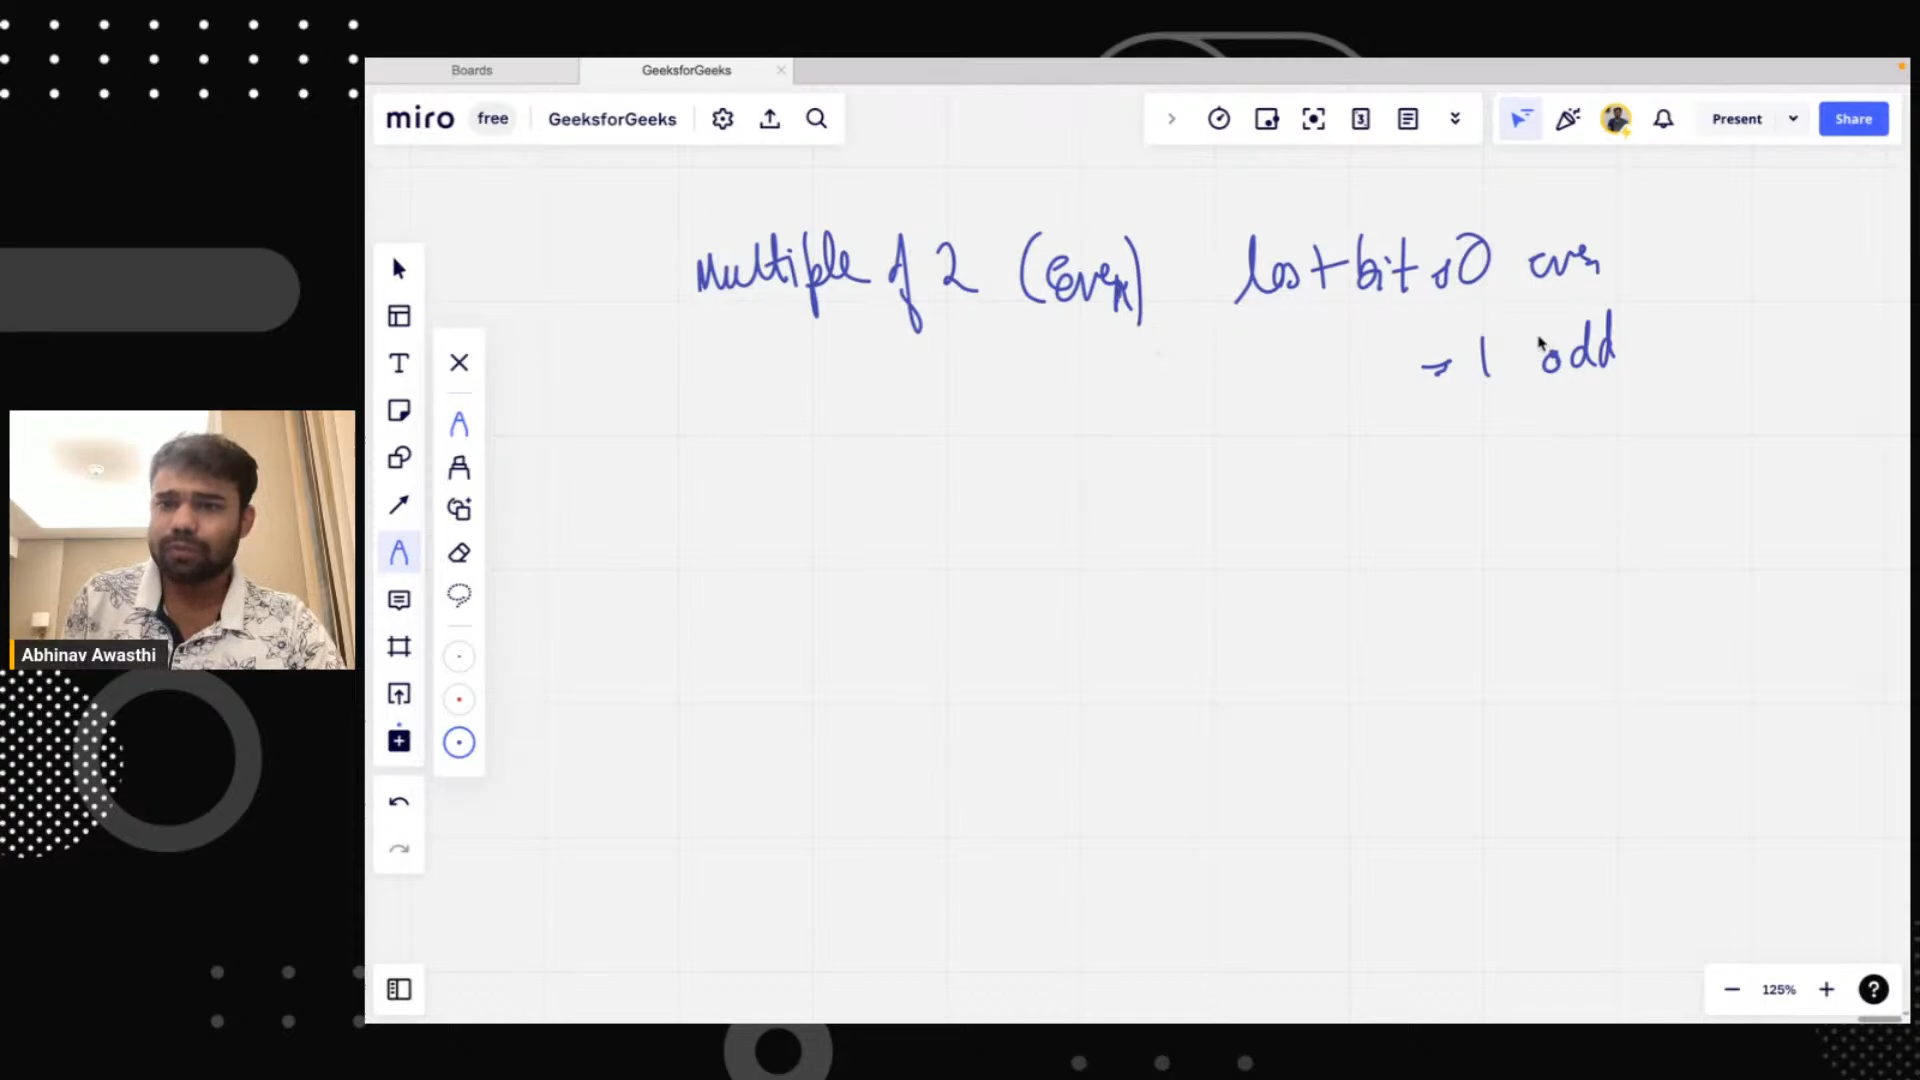 Boards GeeksforGeeks
miro free GeeksforGeeks 3 Present Share
Multiple of 2 (Even) last bit = 0 even
= 1 odd
Abhinav Awasthi
125% ?